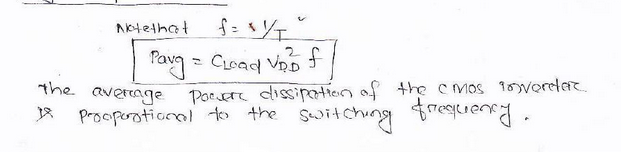 Note that f = 1/T
Pavg = CLoad VDD² f
The average power dissipation of the CMOS inverter
is proportional to the switching frequency.